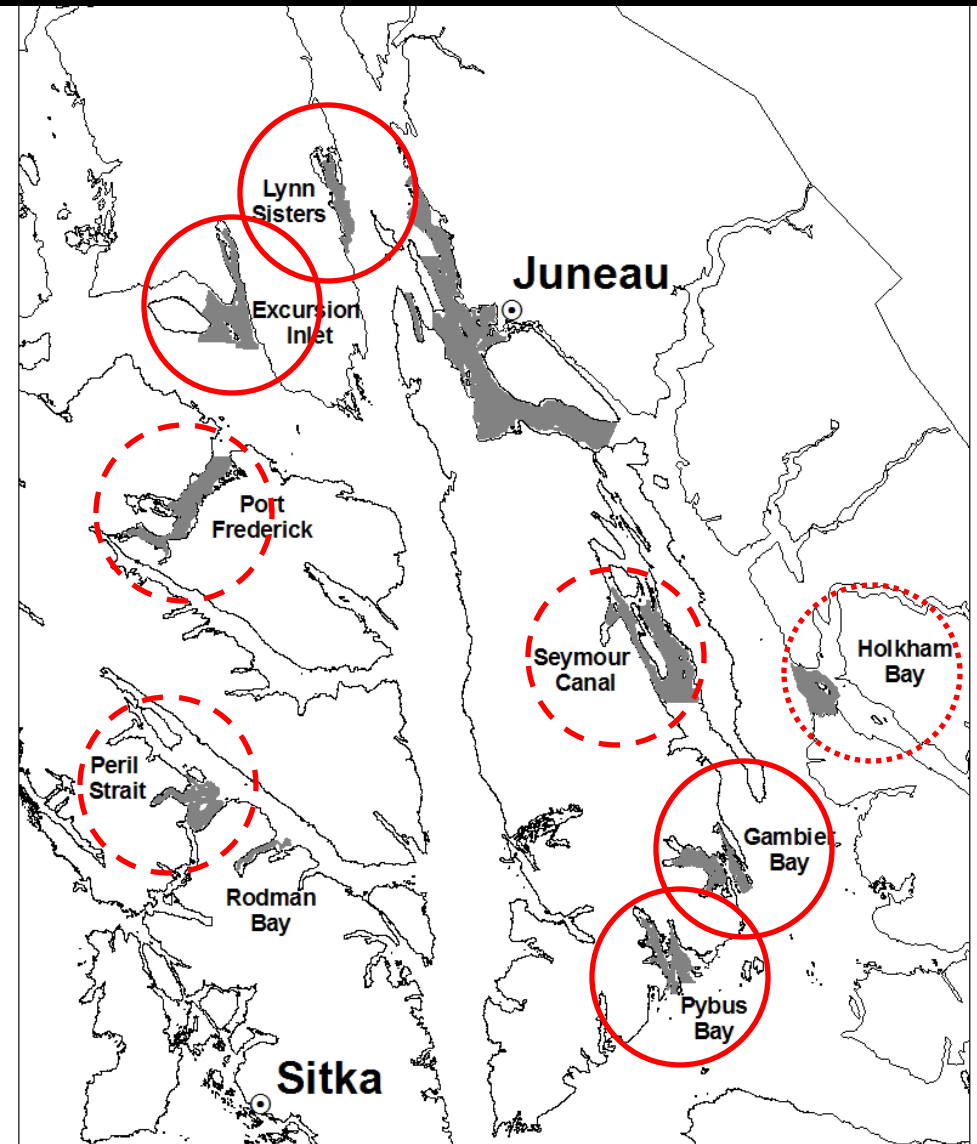 Lynn
Sisters
Juneau
Excursion
Inlet
Port
Frederick
Seymour
Canal
Holkham
Bay
Peril
Strait
Gambier
Bay
Rodman
Bay
Pybus
Bay
Sitka